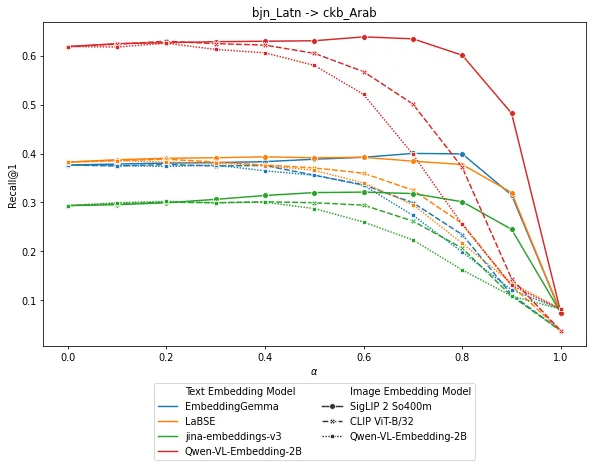 bjn_Latn -> ckb_Arab
Recall@1
0.6
0.5
0.4
0.3
0.2
0.1
0.0 0.2 0.4 0.6 0.8 1.0
α
Text Embedding Model Image Embedding Model
EmbeddingGemma SigLIP 2 So400m
LaBSE CLIP ViT-B/32
jina-embeddings-v3 Qwen-VL-Embedding-2B
Qwen-VL-Embedding-2B